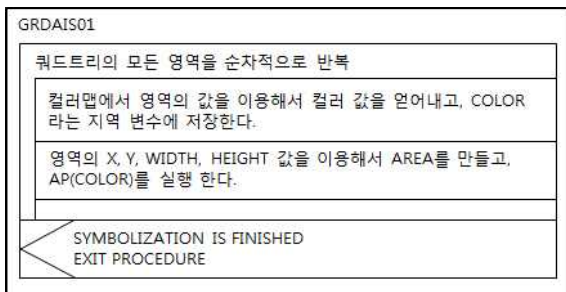 GRDAIS01
쿼드트리의 모든 영역을 순차적으로 반복
컬러맵에서 영역의 값을 이용해서 컬러 값을 얻어내고, COLOR
라는 지역 변수에 저장한다.
영역의 X, Y, WIDTH, HEIGHT 값을 이용해서 AREA를 만들고,
AP(COLOR)를 실행 한다.
SYMBOLIZATION IS FINISHED
EXIT PROCEDURE